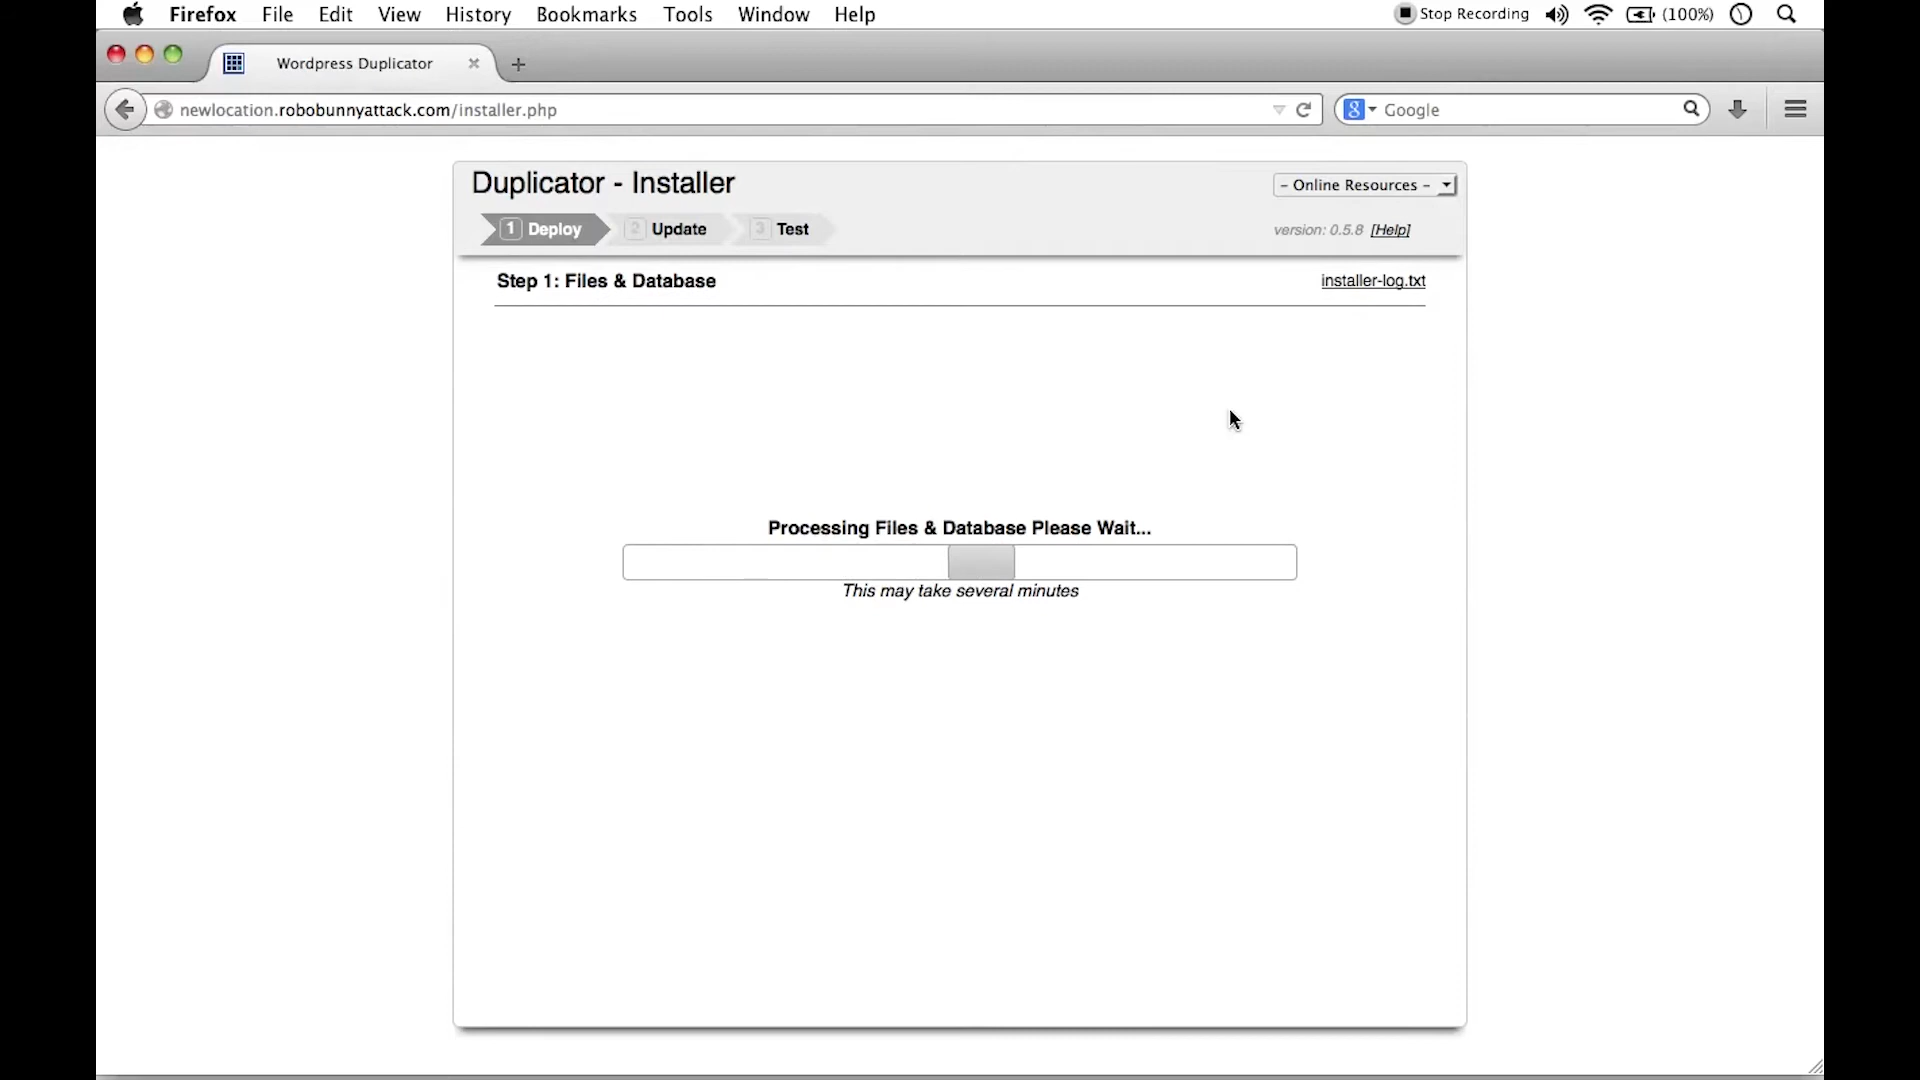 Firefox File Edit View History Bookmarks Tools Window Help Stop Recording (100%)
Wordpress Duplicator
newlocation.robobunnyattack.com/installer.php Google
Duplicator - Installer
– Online Resources –
1 Deploy 2 Update 3 Test
version: 0.5.8 [Help]
Step 1: Files & Database installer-log.txt
Processing Files & Database Please Wait...
This may take several minutes